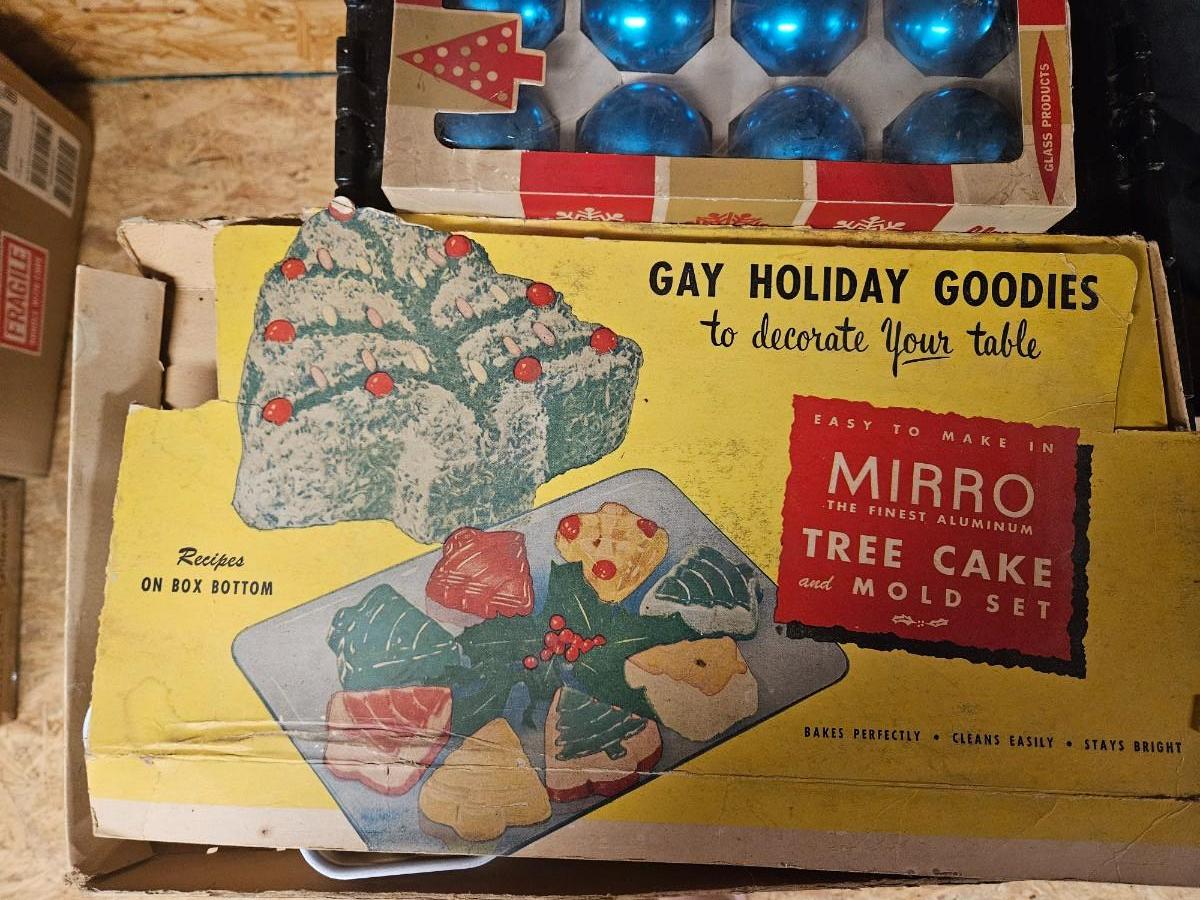 GLASS PRODUCTS
GAY HOLIDAY GOODIES
to decorate Your table
EASY TO MAKE IN
MIRRO
THE FINEST ALUMINUM
TREE CAKE
and MOLD SET
Recipes
ON BOX BOTTOM
BAKES PERFECTLY • CLEANS EASILY • STAYS BRIGHT
FRAGILE